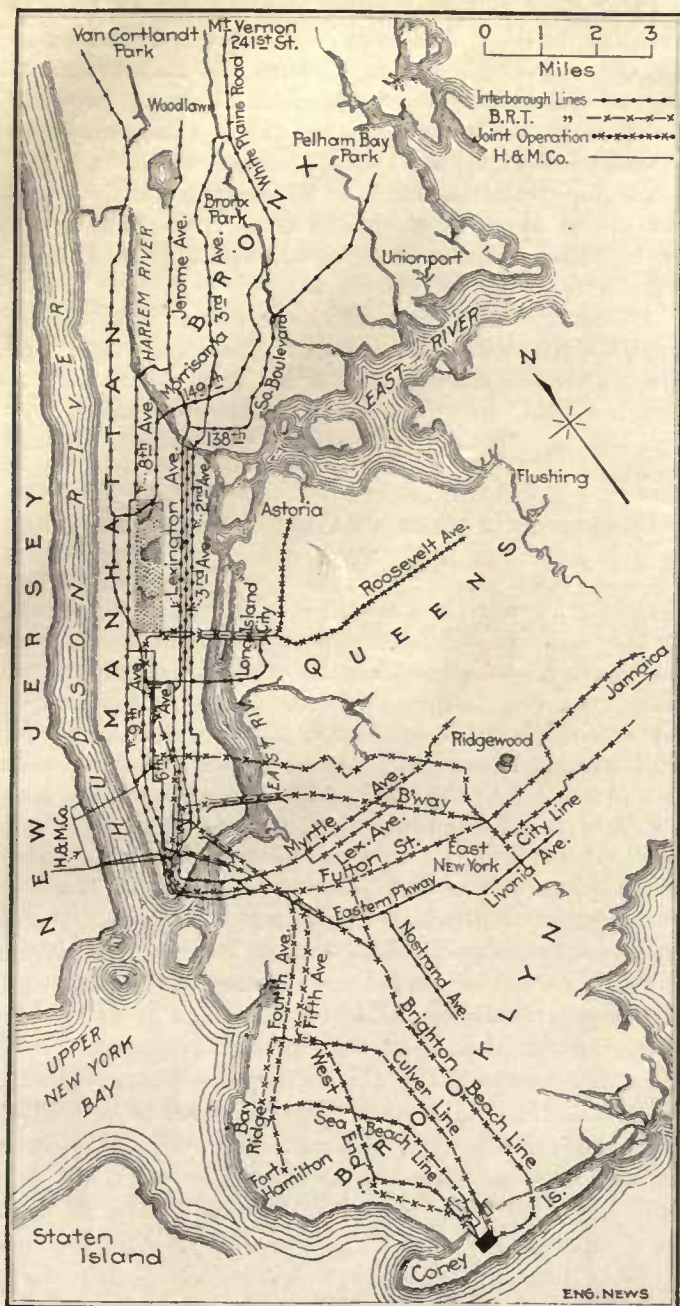 Van Cortlandt
Park
Mt. Vernon
241st St.
0 1 2 3
Miles
Interborough Lines
B.R.T. "
Joint Operation
H. & M. Co.
Woodlawn
White Plains Road
Pelham Bay
Park
Bronx
Park
BRONX
Unionport
HARLEM RIVER
Jerome Ave.
3rd Ave.
Morrisania
149
So. Boulevard
138th
EAST RIVER
N
8th Ave.
Lexington Ave.
2nd Ave.
3rd Ave.
Flushing
Astoria
Roosevelt Ave.
NEW JERSEY
HUDSON RIVER
MANHATTAN
Long Island
City
QUEENS
9th Ave.
6th
Ave.
EAST RIV
Jamaica
Ridgewood
H.&M.Co.
Myrtle Ave.
B'way
Lex. Ave.
Fulton St.
City Line
East
New York
Livonia Ave.
Eastern P'kway
Nostrand Ave.
BROOKLYN
Fourth Ave.
Fifth Ave
Brighton Beach Line
UPPER
NEW YORK
BAY
Culver Line
West End L.
Bay
Ridge
Sea Beach Line
Fort
Hamilton
Staten
Island
Coney Is.
ENG. NEWS